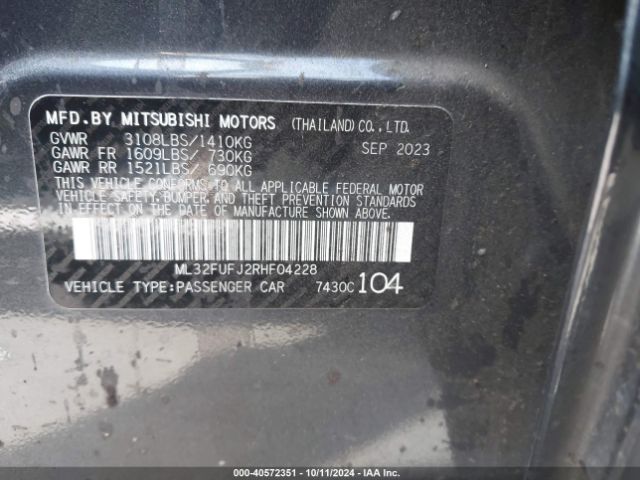 MFD.BY MITSUBISHI MOTORS (THAILAND) CO., LTD.
GVWR 3108LBS/1410KG SEP 2023
GAWR FR 1609LBS/ 730KG
GAWR RR 1521LBS/ 690KG
THIS VEHICLE CONFORMS TO ALL APPLICABLE FEDERAL MOTOR
VEHICLE SAFETY, BUMPER, AND THEFT PREVENTION STANDARDS
IN EFFECT ON THE DATE OF MANUFACTURE SHOWN ABOVE.
ML32FUFJ2RHF04228
VEHICLE TYPE:PASSENGER CAR 7430C 104
000-40572351 - 10/11/2024 - IAA Inc.